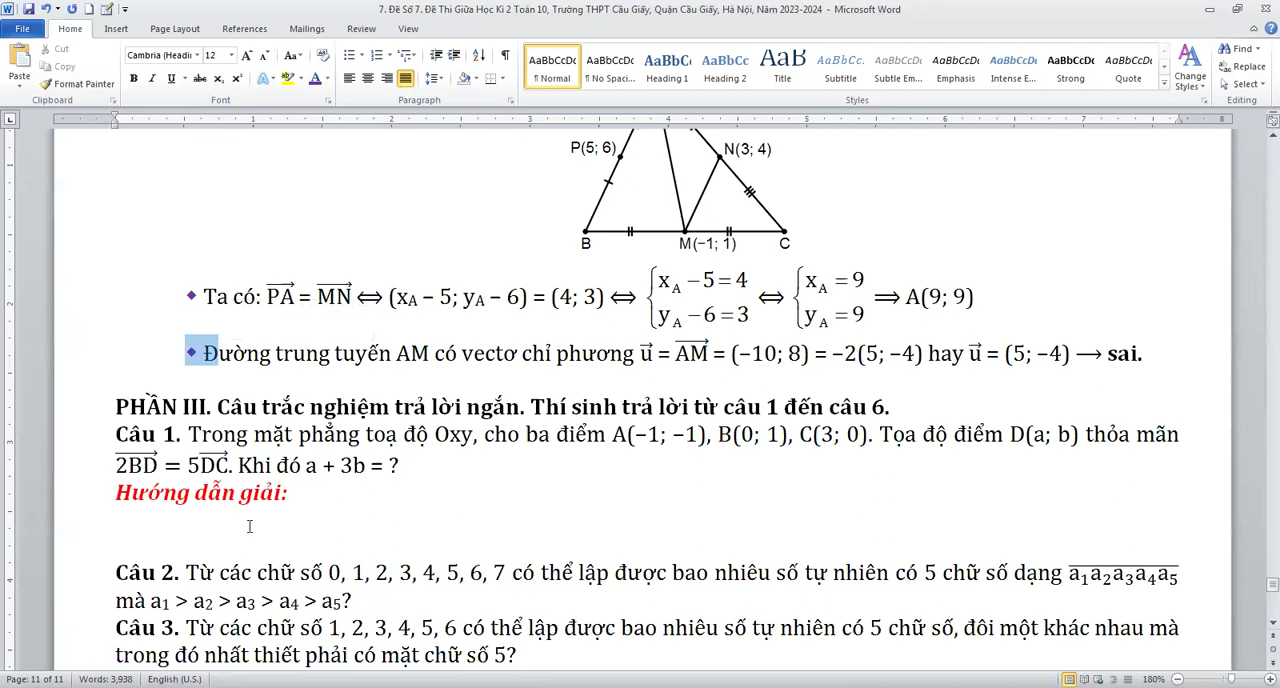 7. Đề Số 7. Đề Thi Giữa Học Kì 2 Toán 10, Trường THPT Cầu Giấy, Quận Cầu Giấy, Hà Nội, Năm 2023-2024 - Microsoft Word
File Home Insert Page Layout References Mailings Review View
Paste
Cut
Copy
Format Painter
Clipboard
Cambria (Headi 12
Font
Paragraph
AaBbCcDc AaBbCcDc AaBbC AaBbCc AaB AaBbCc AaBbCcDt AaBbCcDt AaBbCcDt AaBbCcDc AaBbCcDt
¶ Normal ¶ No Spaci... Heading 1 Heading 2 Title Subtitle Subtle Em... Emphasis Intense E... Strong Quote
Styles
Change Styles
Find
Replace
Select
Editing
1 2 3 4 5 6 7 8
P(5; 6) N(3; 4)
B M(−1; 1) C
◆ Ta có: PA = MN ⟺ (xA − 5; yA − 6) = (4; 3) ⟺ { xA − 5 = 4 yA − 6 = 3 ⟺ { xA = 9 yA = 9 ⟹ A(9; 9)
◆ Đường trung tuyến AM có vectơ chỉ phương u = AM = (−10; 8) = −2(5; −4) hay u = (5; −4) ⟶ sai.
PHẦN III. Câu trắc nghiệm trả lời ngắn. Thí sinh trả lời từ câu 1 đến câu 6.
Câu 1. Trong mặt phẳng toạ độ Oxy, cho ba điểm A(−1; −1), B(0; 1), C(3; 0). Tọa độ điểm D(a; b) thỏa mãn
2BD = 5DC. Khi đó a + 3b = ?
Hướng dẫn giải:
Câu 2. Từ các chữ số 0, 1, 2, 3, 4, 5, 6, 7 có thể lập được bao nhiêu số tự nhiên có 5 chữ số dạng a₁a₂a₃a₄a₅
mà a₁ > a₂ > a₃ > a₄ > a₅?
Câu 3. Từ các chữ số 1, 2, 3, 4, 5, 6 có thể lập được bao nhiêu số tự nhiên có 5 chữ số, đôi một khác nhau mà
trong đó nhất thiết phải có mặt chữ số 5?
Page: 11 of 11 Words: 3,938 English (U.S.) 180%